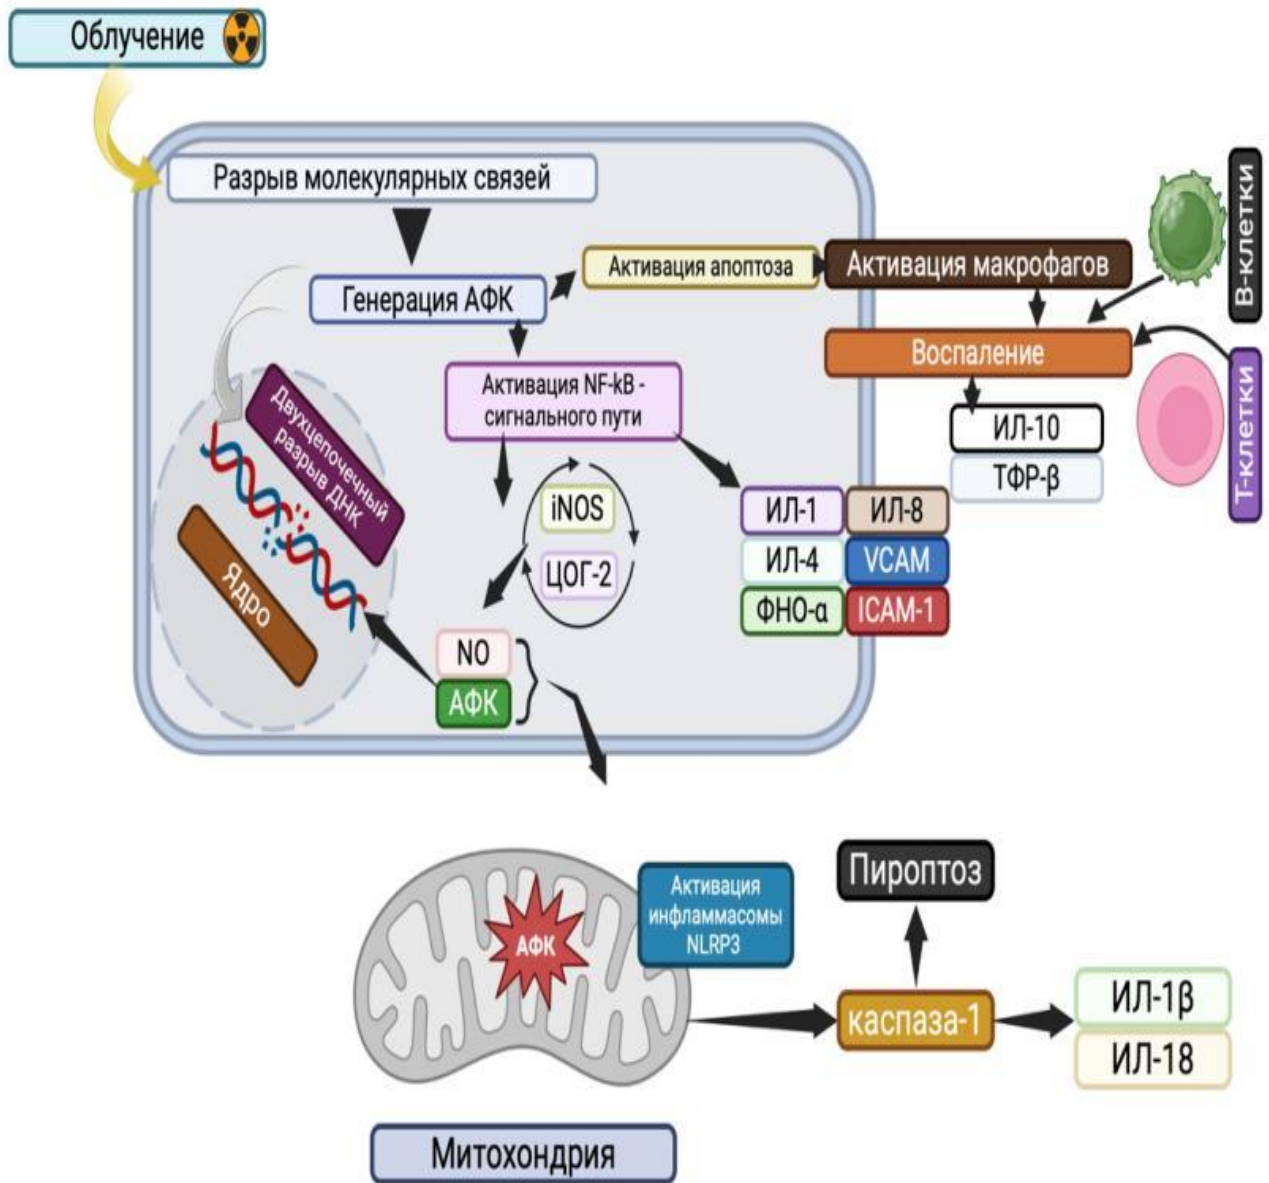 Облучение
Разрыв молекулярных связей
Генерация АФК
Активация апоптоза
Активация макрофагов
В-клетки
Воспаление
Т-клетки
Активация NF-kB -
сигнального пути
ИЛ-10
ТФР-β
Двухцепочечный
разрыв ДНК
Ядро
iNOS
ЦОГ-2
ИЛ-1
ИЛ-8
ИЛ-4
VCAM
ФНО-α
ICAM-1
NO
АФК
АФК
Активация
инфламмасомы
NLRP3
Пироптоз
каспаза-1
ИЛ-1β
ИЛ-18
Митохондрия